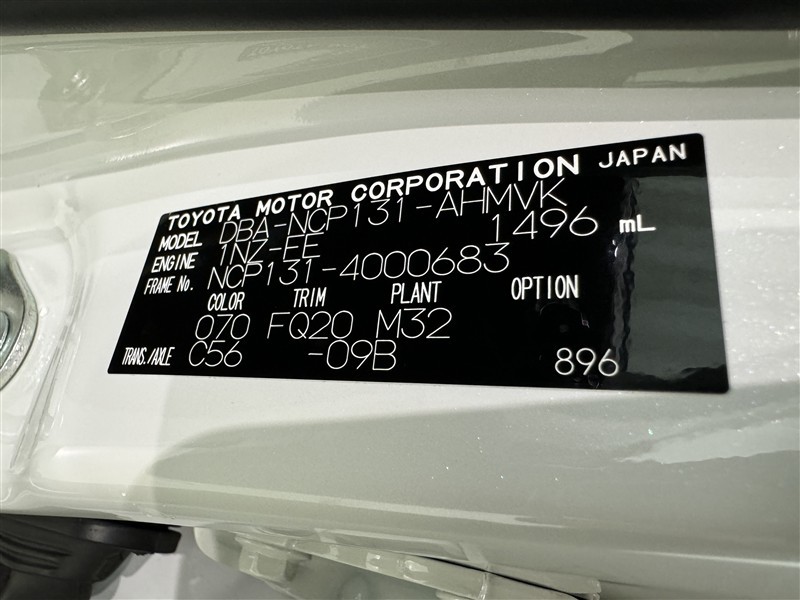 TOYOTA MOTOR CORPORATION JAPAN
MODEL DBA-NCP131-AHMVK
ENGINE 1NZ-FE 1496 mL
FRAME No. NCP131-4000683
COLOR TRIM PLANT OPTION
070 FQ20 M32
TRANS./AXLE C56 -09B 896